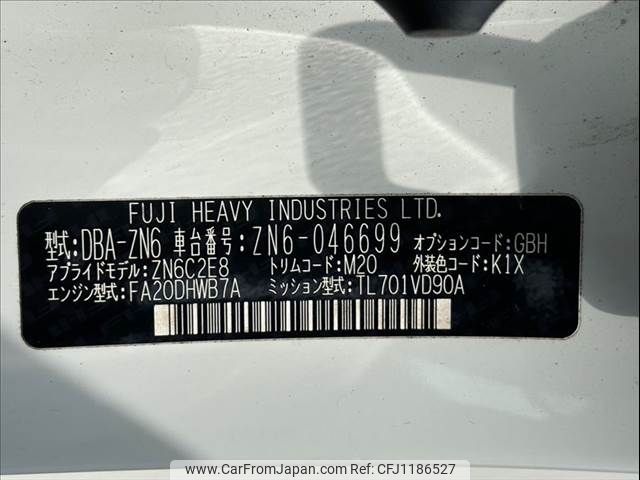 FUJI HEAVY INDUSTRIES LTD.
型式:DBA-ZN6 車台番号:ZN6-046699 オプションコード:GBH
アプライドモデル:ZN6C2E8 トリムコード:M20 外装色コード:K1X
エンジン型式:FA20DHWB7A ミッション型式:TL701VD90A
www.CarFromJapan.com - CFJ1186527